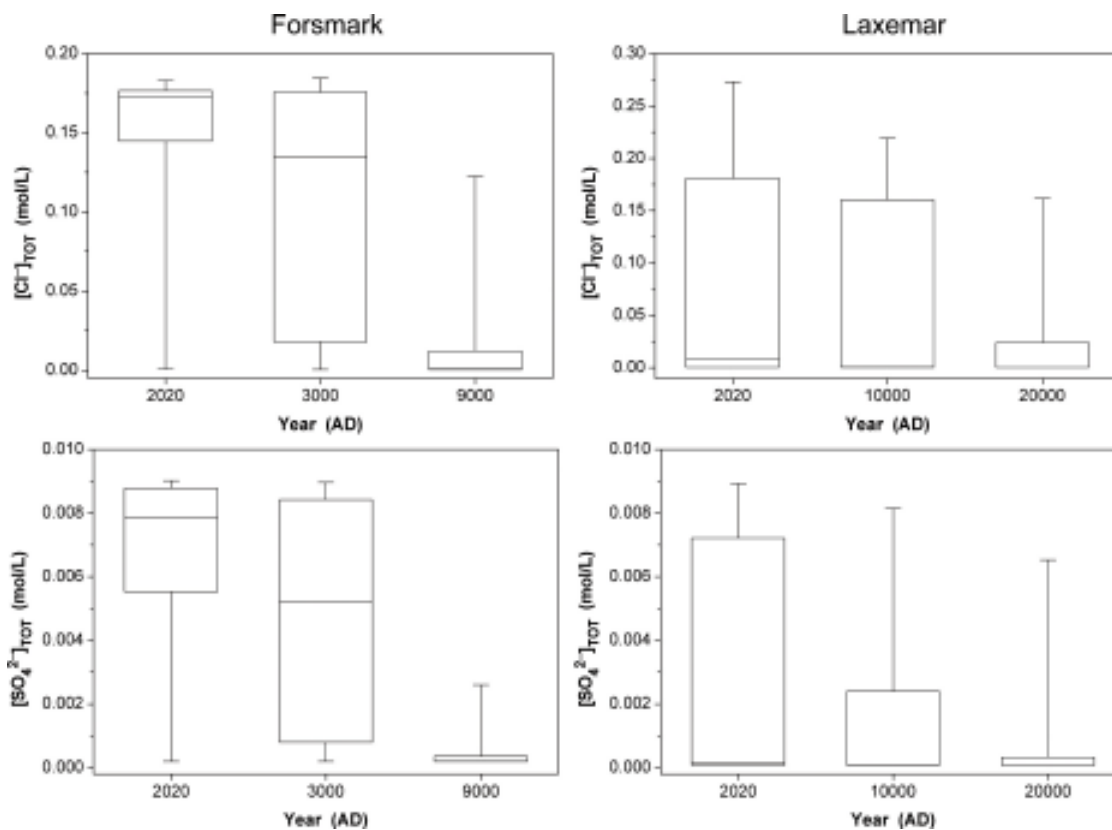 Forsmark
[Cl⁻]TOT (mol/L)
0.20
0.15
0.10
0.05
0.00
2020 3000 9000
Year (AD)
Laxemar
[Cl⁻]TOT (mol/L)
0.30
0.25
0.20
0.15
0.10
0.05
0.00
2020 10000 20000
Year (AD)
[SO₄²⁻]TOT (mol/L)
0.010
0.008
0.006
0.004
0.002
0.000
2020 3000 9000
Year (AD)
[SO₄²⁻]TOT (mol/L)
0.010
0.008
0.006
0.004
0.002
0.000
2020 10000 20000
Year (AD)